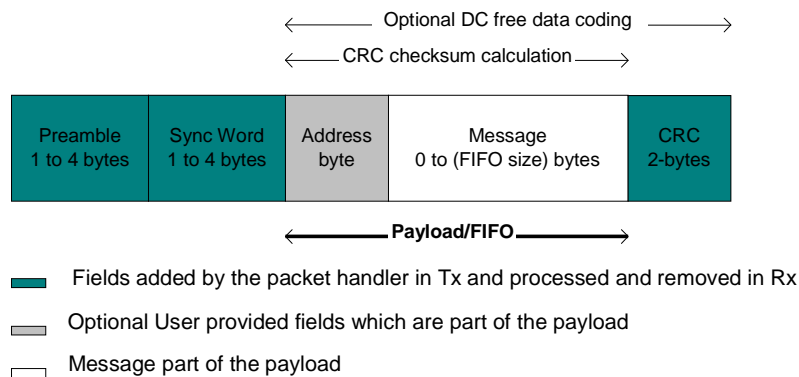 Optional DC free data coding
CRC checksum calculation
Preamble
1 to 4 bytes
Sync Word
1 to 4 bytes
Address
byte
Message
0 to (FIFO size) bytes
CRC
2-bytes
Payload/FIFO
Fields added by the packet handler in Tx and processed and removed in Rx
Optional User provided fields which are part of the payload
Message part of the payload